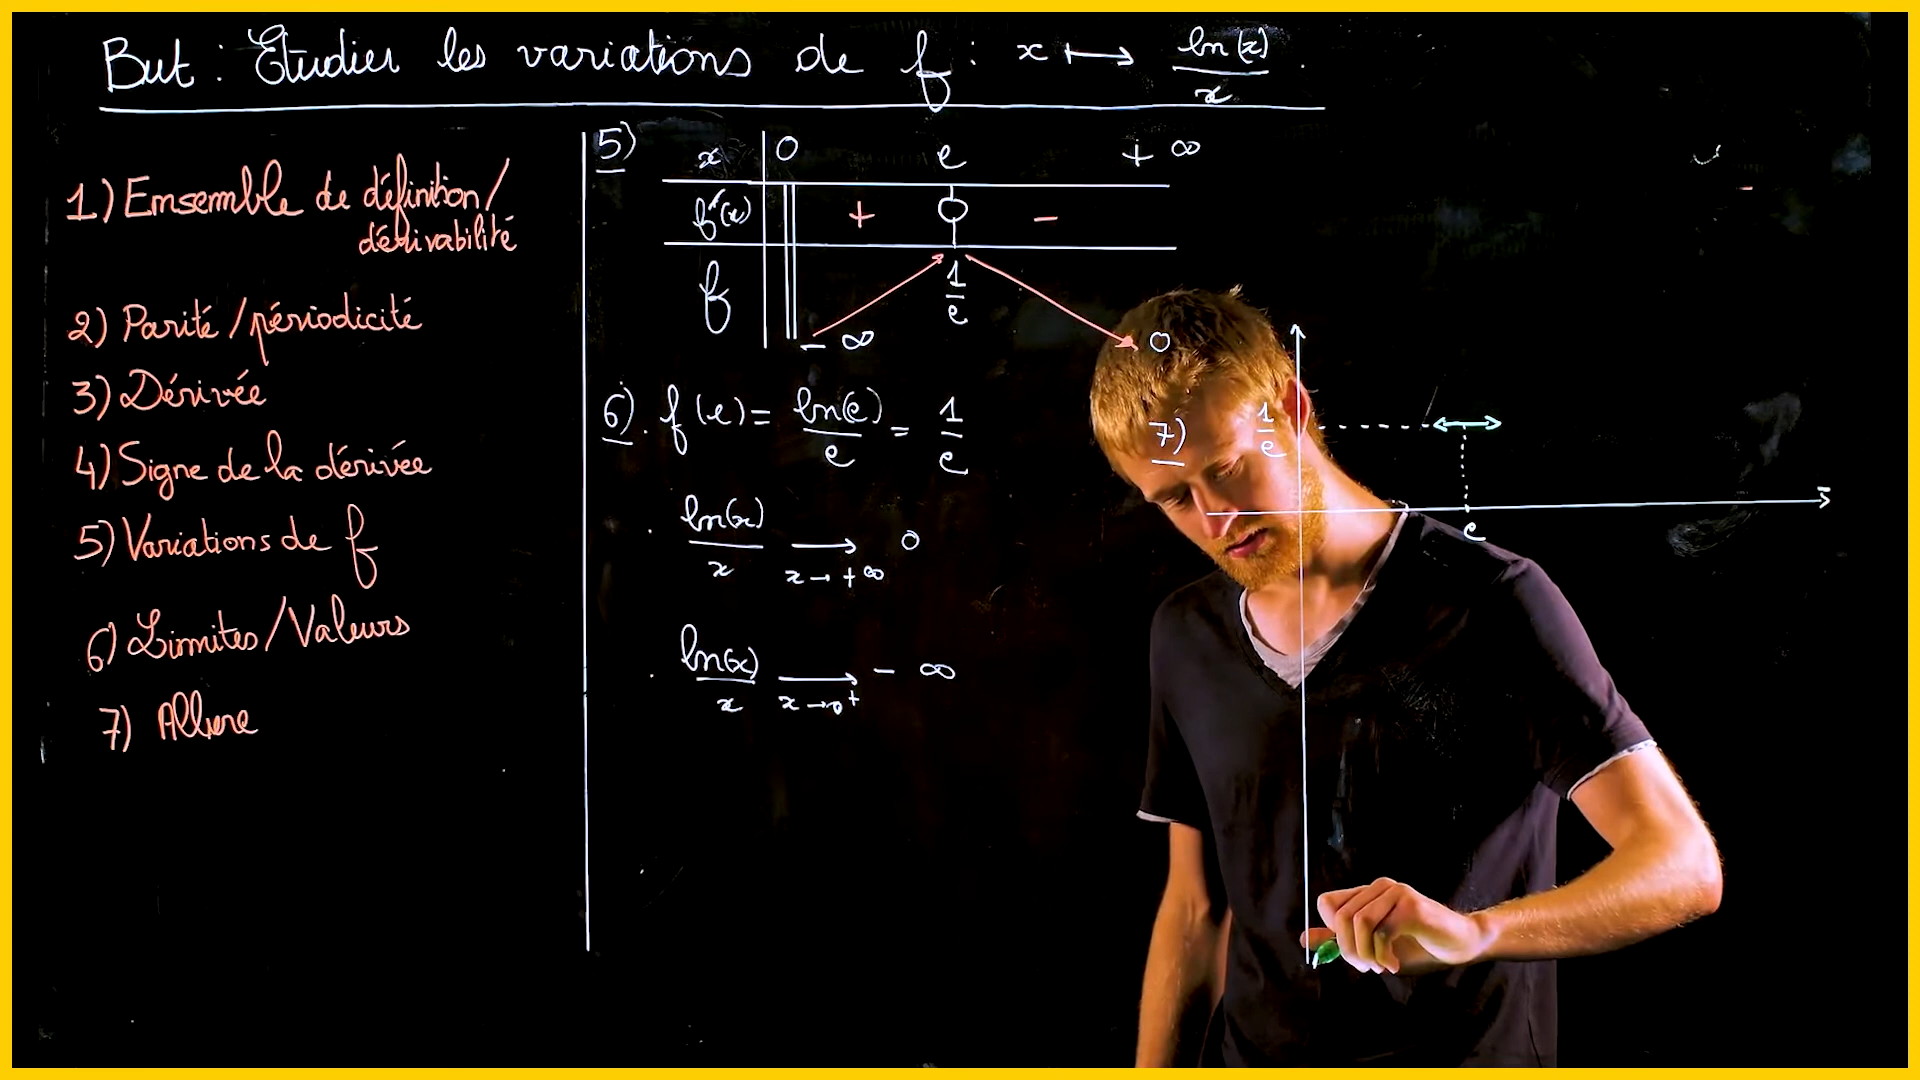 But : Etudier les variations de f : x ⟼ ln(x)/x .
1) Ensemble de définition/
dérivabilité
2) Parité/périodicité
3) Dérivée
4) Signe de la dérivée
5) Variations de f
6) Limites/Valeurs
7) Allure
5)
x 0 e + ∞
f'(x) + 0 -
f - ∞ 1/e 0
6) . f(e) = ln(e)/e = 1/e
. ln(x)/x ⟶ 0
x → +∞
. ln(x)/x ⟶ - ∞
x → 0⁺
7)
1/e
e